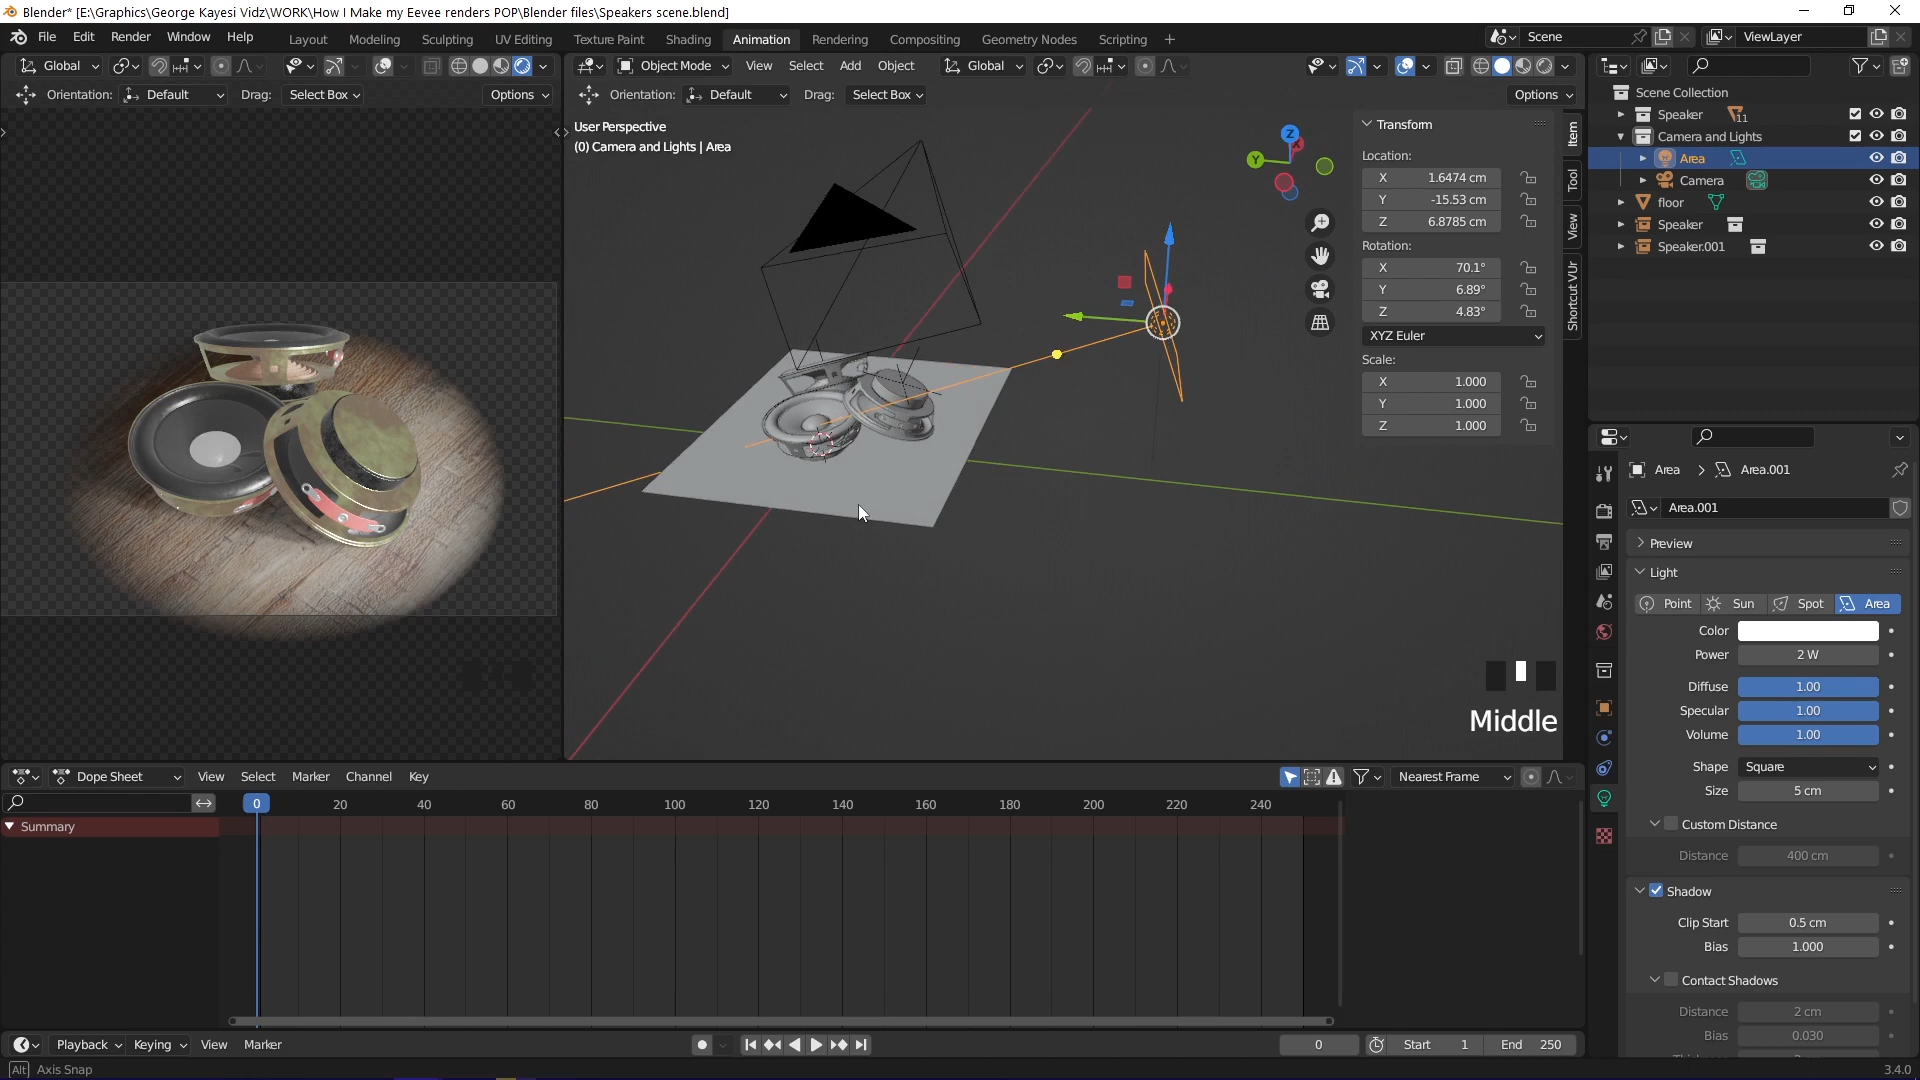 Blender* [E:\Graphics\George Kayesi Vidz\WORK\How I Make my Eevee renders POP\Blender files\Speakers scene.blend]
File Edit Render Window Help Layout Modeling Sculpting UV Editing Texture Paint Shading Animation Rendering Compositing Geometry Nodes Scripting + Scene ViewLayer
Global Object Mode View Select Add Object Global
Orientation: Default Drag: Select Box Options Orientation: Default Drag: Select Box Options
User Perspective
(0) Camera and Lights | Area
Z
X
Y
Transform
Location:
X 1.6474 cm
Y -15.53 cm
Z 6.8785 cm
Rotation:
X 70.1°
Y 6.89°
Z 4.83°
XYZ Euler
Scale:
X 1.000
Y 1.000
Z 1.000
Item
Tool
View
Shortcut VUr
Middle
Scene Collection
Speaker 11
Camera and Lights
Area
Camera
floor
Speaker
Speaker.001
Area > Area.001
Area.001
Preview
Light
Point Sun Spot Area
Color
Power 2 W
Diffuse 1.00
Specular 1.00
Volume 1.00
Shape Square
Size 5 cm
Custom Distance
Distance 400 cm
Shadow
Clip Start 0.5 cm
Bias 1.000
Contact Shadows
Distance 2 cm
Bias 0.030
Dope Sheet View Select Marker Channel Key Nearest Frame
0 20 40 60 80 100 120 140 160 180 200 220 240
Summary
Playback Keying View Marker 0 Start 1 End 250
Alt Axis Snap 3.4.0